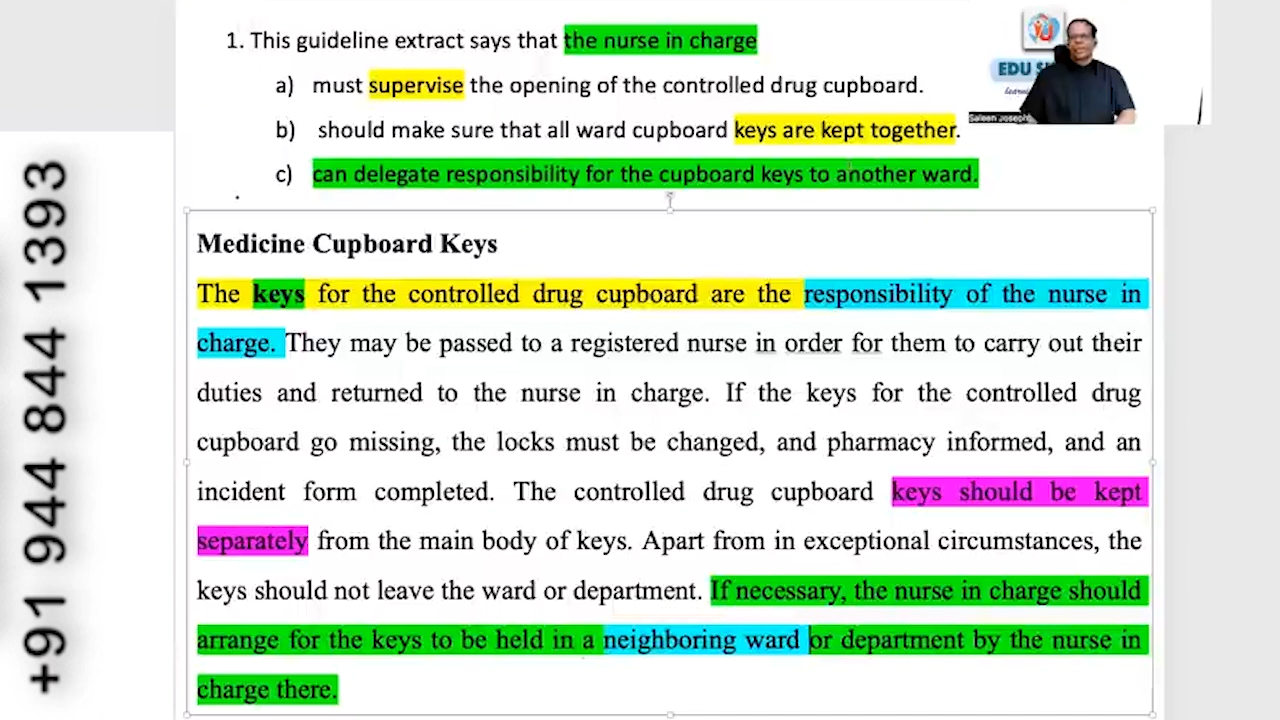 1. This guideline extract says that the nurse in charge
a) must supervise the opening of the controlled drug cupboard.
b) should make sure that all ward cupboard keys are kept together.
c) can delegate responsibility for the cupboard keys to another ward.
EDU S
Saleen Joseph
+91 944 844 1393
Medicine Cupboard Keys
The keys for the controlled drug cupboard are the responsibility of the nurse in
charge. They may be passed to a registered nurse in order for them to carry out their
duties and returned to the nurse in charge. If the keys for the controlled drug
cupboard go missing, the locks must be changed, and pharmacy informed, and an
incident form completed. The controlled drug cupboard keys should be kept
separately from the main body of keys. Apart from in exceptional circumstances, the
keys should not leave the ward or department. If necessary, the nurse in charge should
arrange for the keys to be held in a neighboring ward or department by the nurse in
charge there.